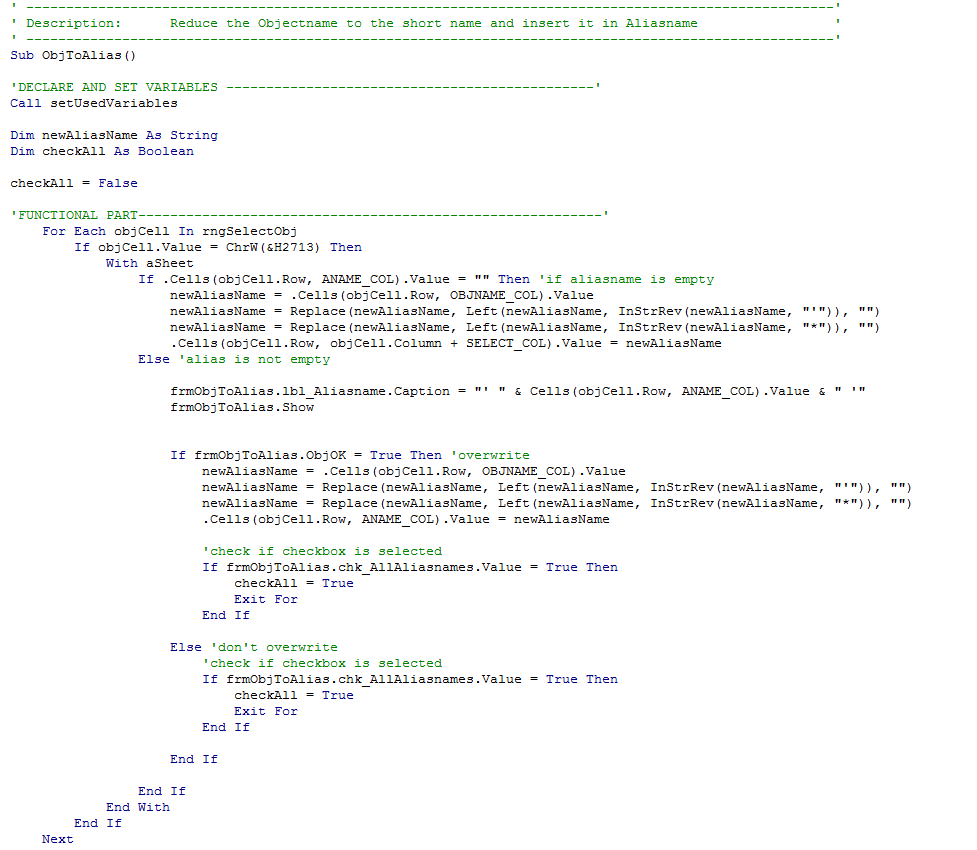 ' -----------------------------------------------------------------------------------------------------'
' Description:      Reduce the Objectname to the short name and insert it in Aliasname                 '
' -----------------------------------------------------------------------------------------------------'
Sub ObjToAlias()
'DECLARE AND SET VARIABLES ----------------------------------------------'
Call setUsedVariables
Dim newAliasName As String
Dim checkAll As Boolean
checkAll = False
'FUNCTIONAL PART----------------------------------------------------------'
    For Each objCell In rngSelectObj
        If objCell.Value = ChrW(&H2713) Then
            With aSheet
                If .Cells(objCell.Row, ANAME_COL).Value = "" Then 'if aliasname is empty
                    newAliasName = .Cells(objCell.Row, OBJNAME_COL).Value
                    newAliasName = Replace(newAliasName, Left(newAliasName, InStrRev(newAliasName, "'")), "")
                    newAliasName = Replace(newAliasName, Left(newAliasName, InStrRev(newAliasName, "*")), "")
                    .Cells(objCell.Row, objCell.Column + SELECT_COL).Value = newAliasName
                Else 'alias is not empty
                    frmObjToAlias.lbl_Aliasname.Caption = "' " & Cells(objCell.Row, ANAME_COL).Value & " '"
                    frmObjToAlias.Show
                    If frmObjToAlias.ObjOK = True Then 'overwrite
                        newAliasName = .Cells(objCell.Row, OBJNAME_COL).Value
                        newAliasName = Replace(newAliasName, Left(newAliasName, InStrRev(newAliasName, "'")), "")
                        newAliasName = Replace(newAliasName, Left(newAliasName, InStrRev(newAliasName, "*")), "")
                        .Cells(objCell.Row, ANAME_COL).Value = newAliasName
                        'check if checkbox is selected
                        If frmObjToAlias.chk_AllAliasnames.Value = True Then
                            checkAll = True
                            Exit For
                        End If
                    Else 'don't overwrite
                        'check if checkbox is selected
                        If frmObjToAlias.chk_AllAliasnames.Value = True Then
                            checkAll = True
                            Exit For
                        End If
                    End If
                End If
            End With
        End If
    Next